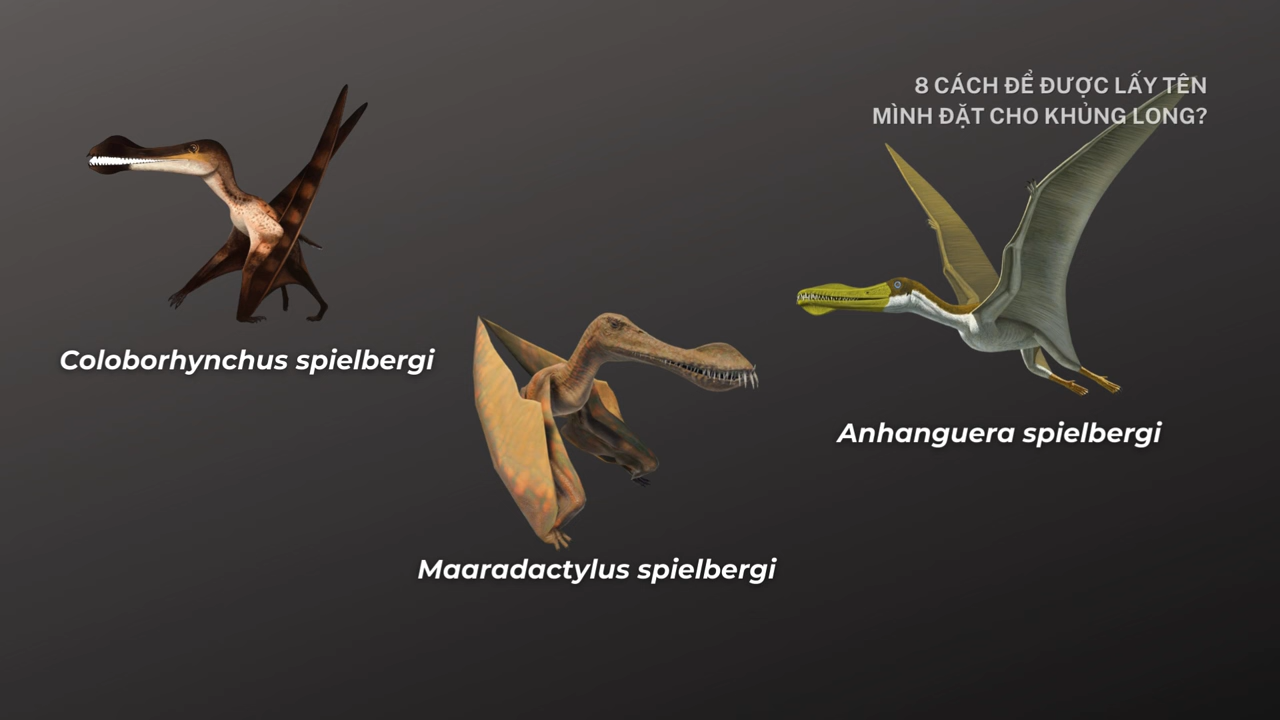 8 CÁCH ĐỂ ĐƯỢC LẤY TÊN
MÌNH ĐẶT CHO KHỦNG LONG?
Coloborhynchus spielbergi
Anhanguera spielbergi
Maaradactylus spielbergi